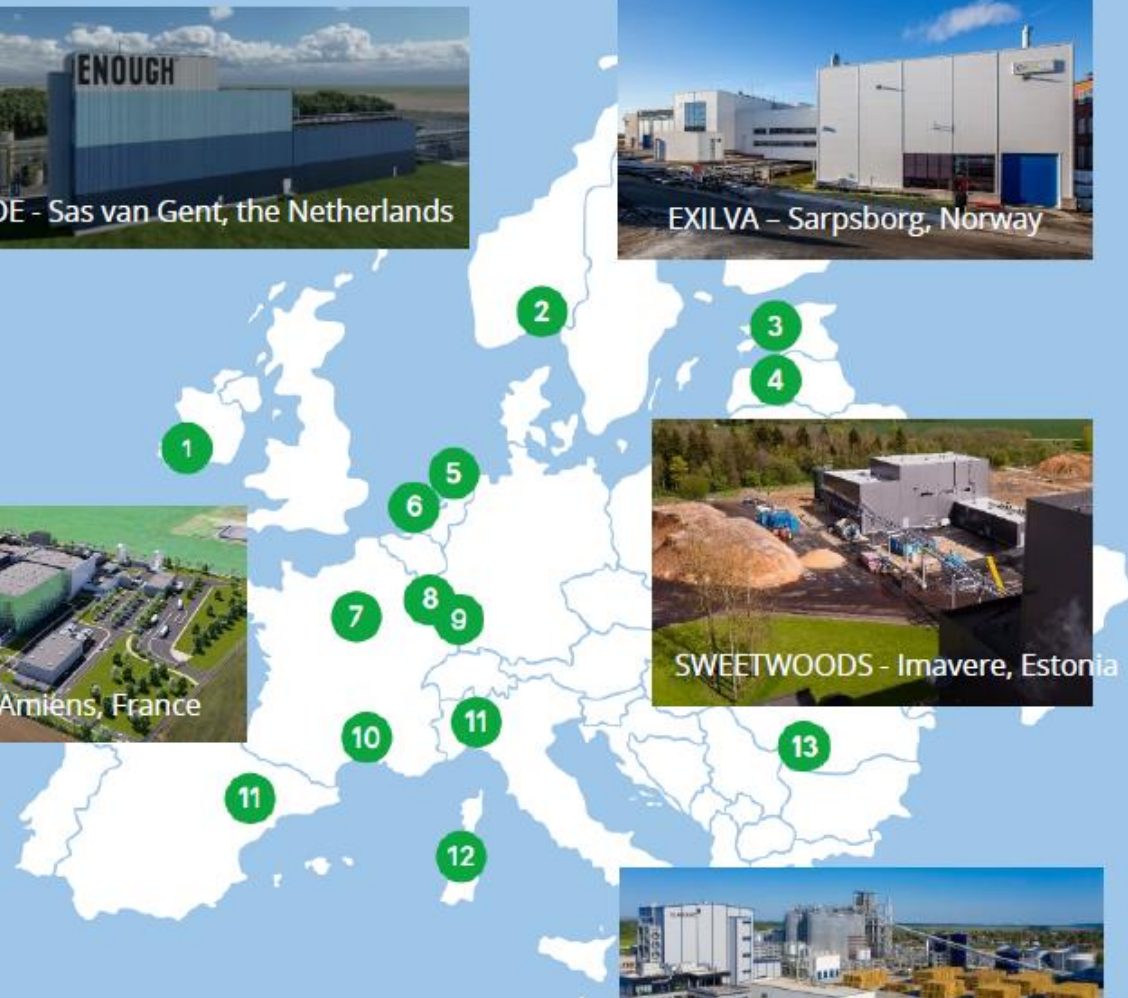 ENOUGH
DE - Sas van Gent, the Netherlands
EXILVA – Sarpsborg, Norway
2
3
4
1
5
6
8
7
9
SWEETWOODS - Imavere, Estonia
Amiens, France
11
10
13
11
12